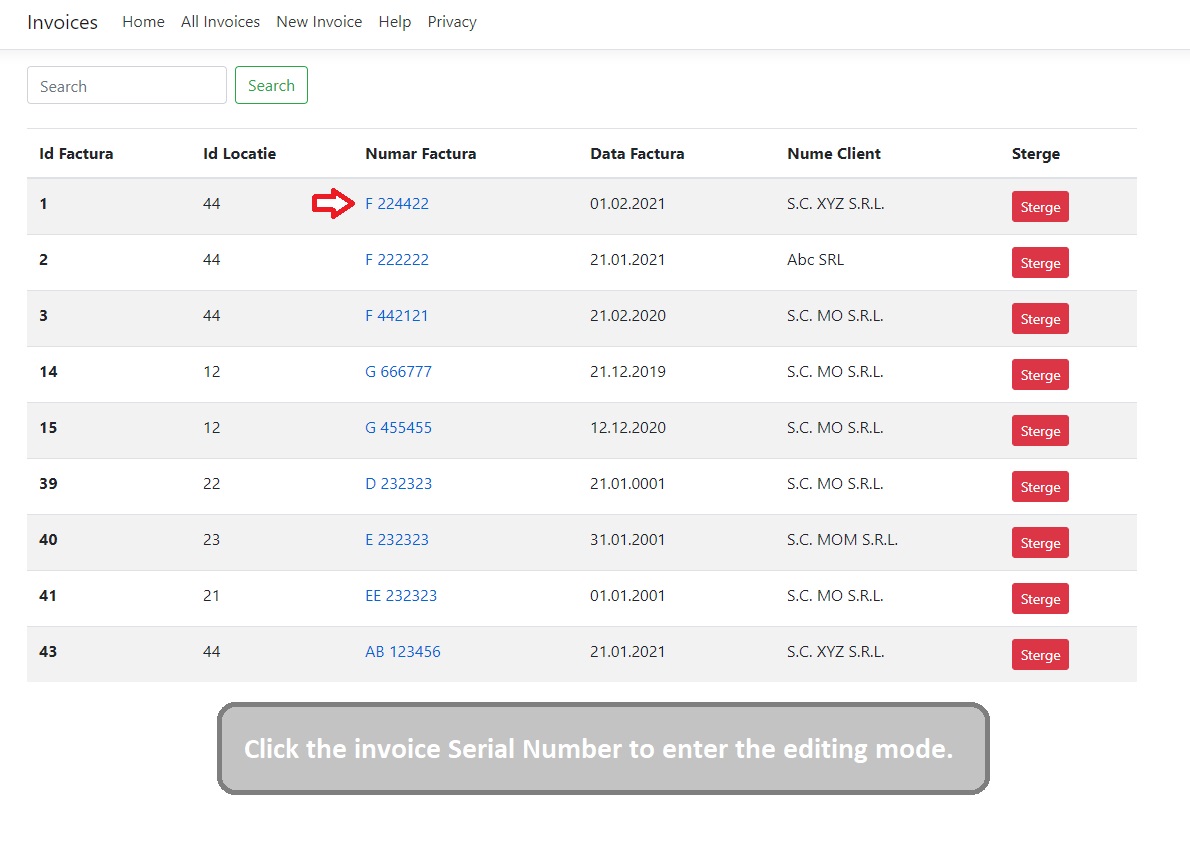 Invoices Home All Invoices New Invoice Help Privacy
Search Search
Id Factura Id Locatie Numar Factura Data Factura Nume Client Sterge
1 44 F 224422 01.02.2021 S.C. XYZ S.R.L. Sterge
2 44 F 222222 21.01.2021 Abc SRL Sterge
3 44 F 442121 21.02.2020 S.C. MO S.R.L. Sterge
14 12 G 666777 21.12.2019 S.C. MO S.R.L. Sterge
15 12 G 455455 12.12.2020 S.C. MO S.R.L. Sterge
39 22 D 232323 21.01.0001 S.C. MO S.R.L. Sterge
40 23 E 232323 31.01.2001 S.C. MOM S.R.L. Sterge
41 21 EE 232323 01.01.2001 S.C. MO S.R.L. Sterge
43 44 AB 123456 21.01.2021 S.C. XYZ S.R.L. Sterge
Click the invoice Serial Number to enter the editing mode.